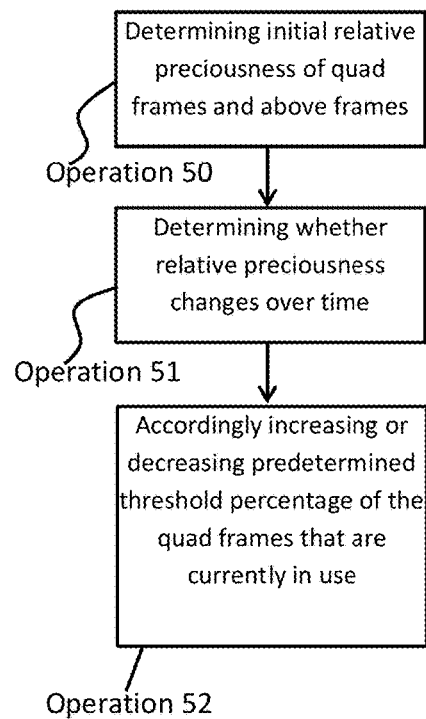 Determining initial relative
preciousness of quad
frames and above frames
Operation 50
Determining whether
relative preciousness
changes over time
Operation 51
Accordingly increasing or
decreasing predetermined
threshold percentage of the
quad frames that are
currently in use
Operation 52